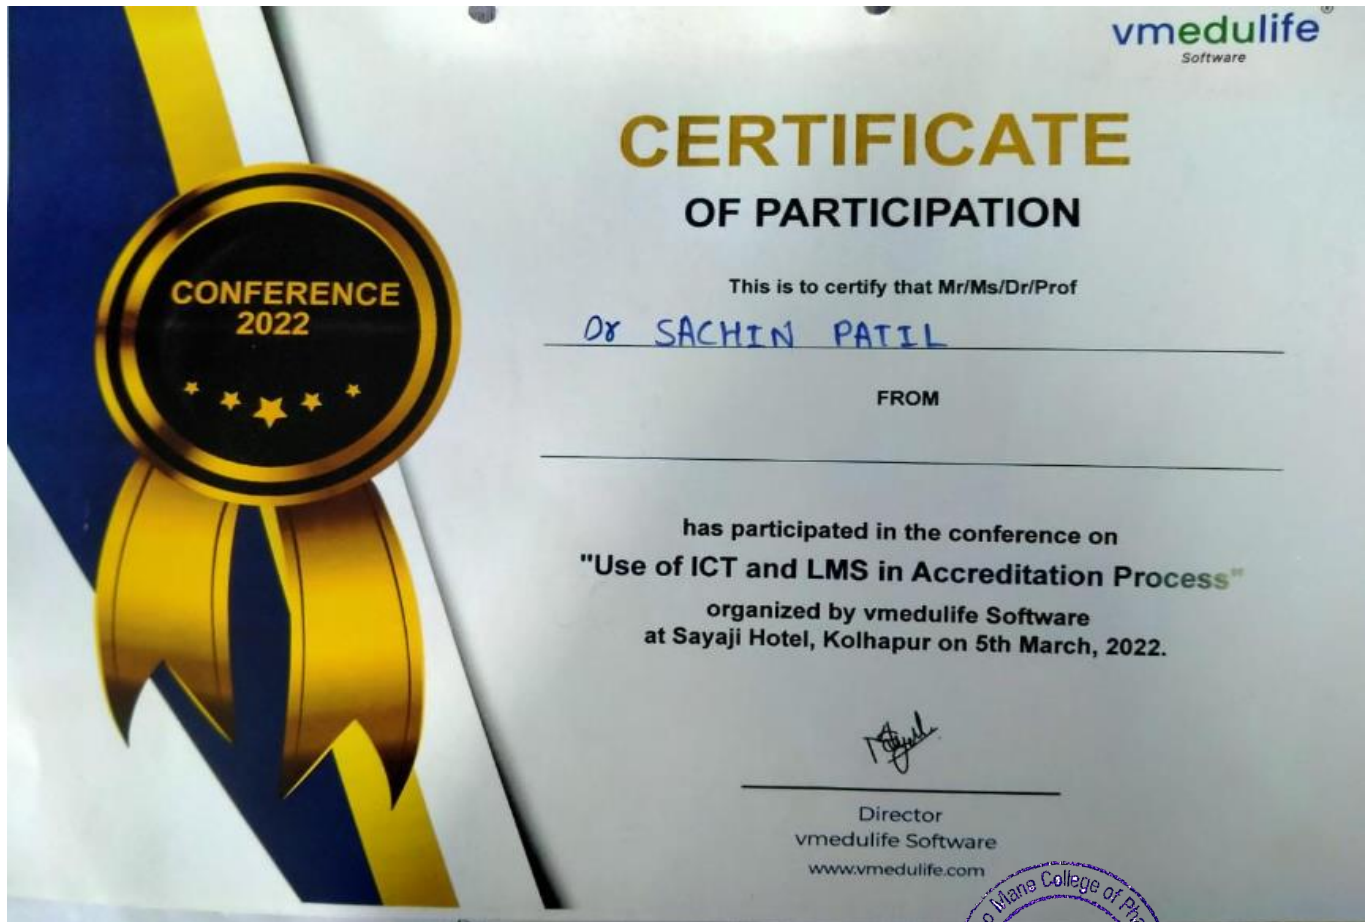 vmedulife®
Software
CERTIFICATE
OF PARTICIPATION
CONFERENCE
2022
This is to certify that Mr/Ms/Dr/Prof
Dr SACHIN PATIL
FROM
has participated in the conference on
"Use of ICT and LMS in Accreditation Process"
organized by vmedulife Software
at Sayaji Hotel, Kolhapur on 5th March, 2022.
Director
vmedulife Software
www.vmedulife.com
Mane College of